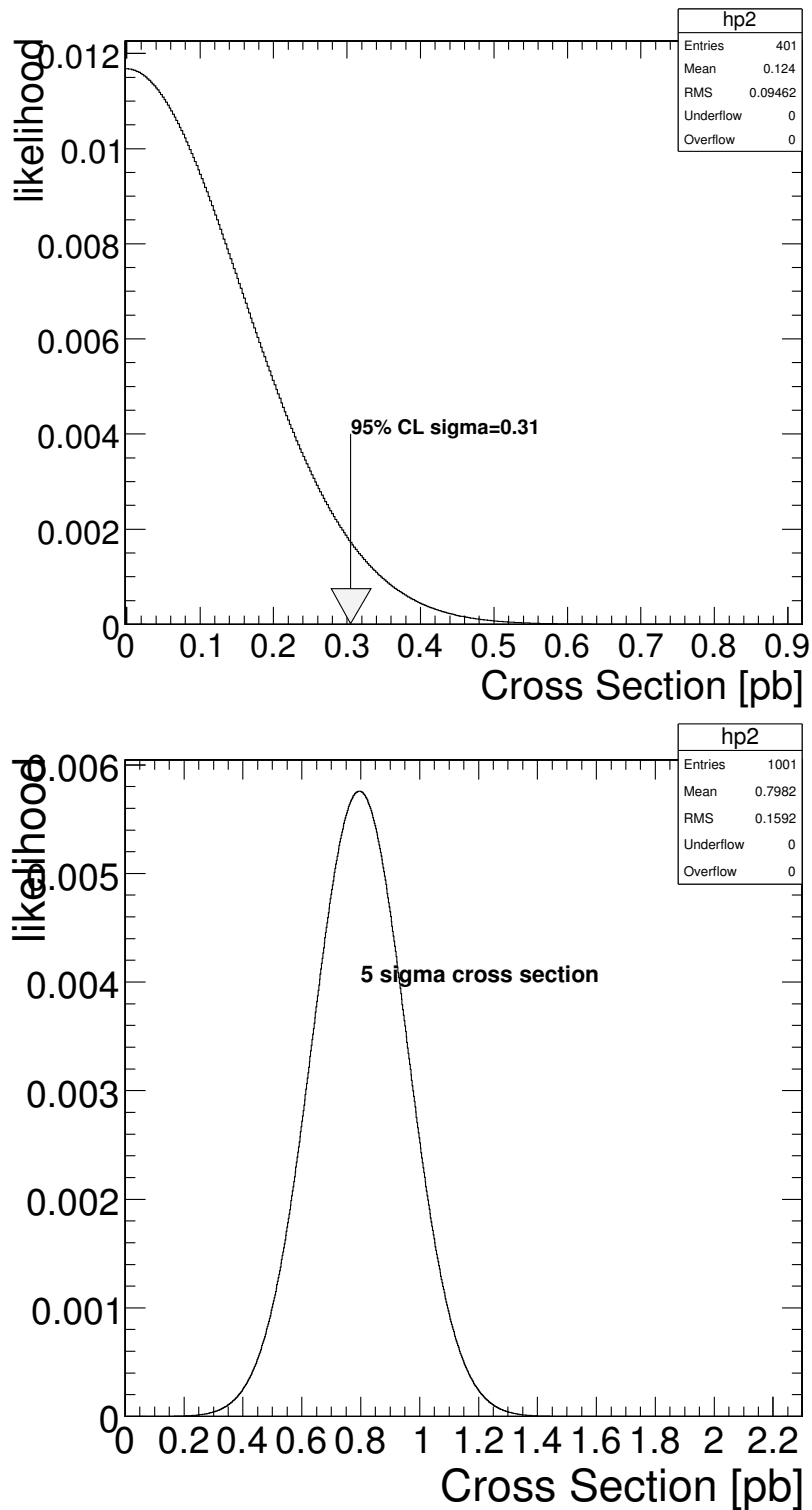 hp2
Entries 401
Mean 0.124
RMS 0.09462
Underflow 0
Overflow 0
likelihood
0.012
0.01
0.008
0.006
0.004
0.002
0
95% CL sigma=0.31
0 0.1 0.2 0.3 0.4 0.5 0.6 0.7 0.8 0.9
Cross Section [pb]
hp2
Entries 1001
Mean 0.7982
RMS 0.1592
Underflow 0
Overflow 0
likelihood
0.006
0.005
0.004
0.003
0.002
0.001
0
5 sigma cross section
0 0.2 0.4 0.6 0.8 1 1.2 1.4 1.6 1.8 2 2.2
Cross Section [pb]